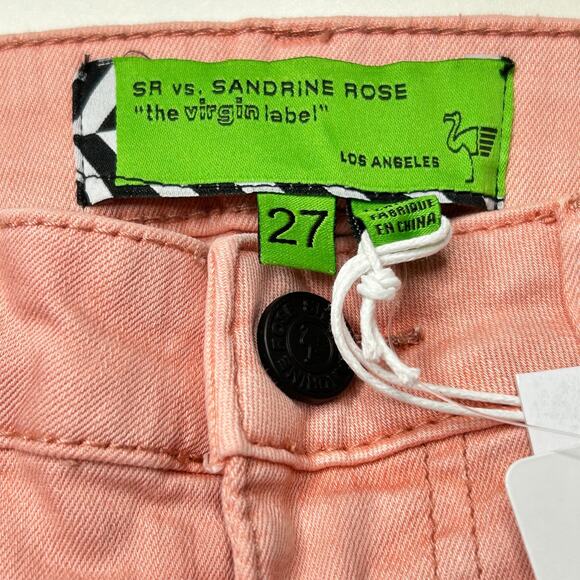 SR vs. SANDRINE ROSE
"the virgin label"
LOS ANGELES
27
FABRIQUE
EN CHINA